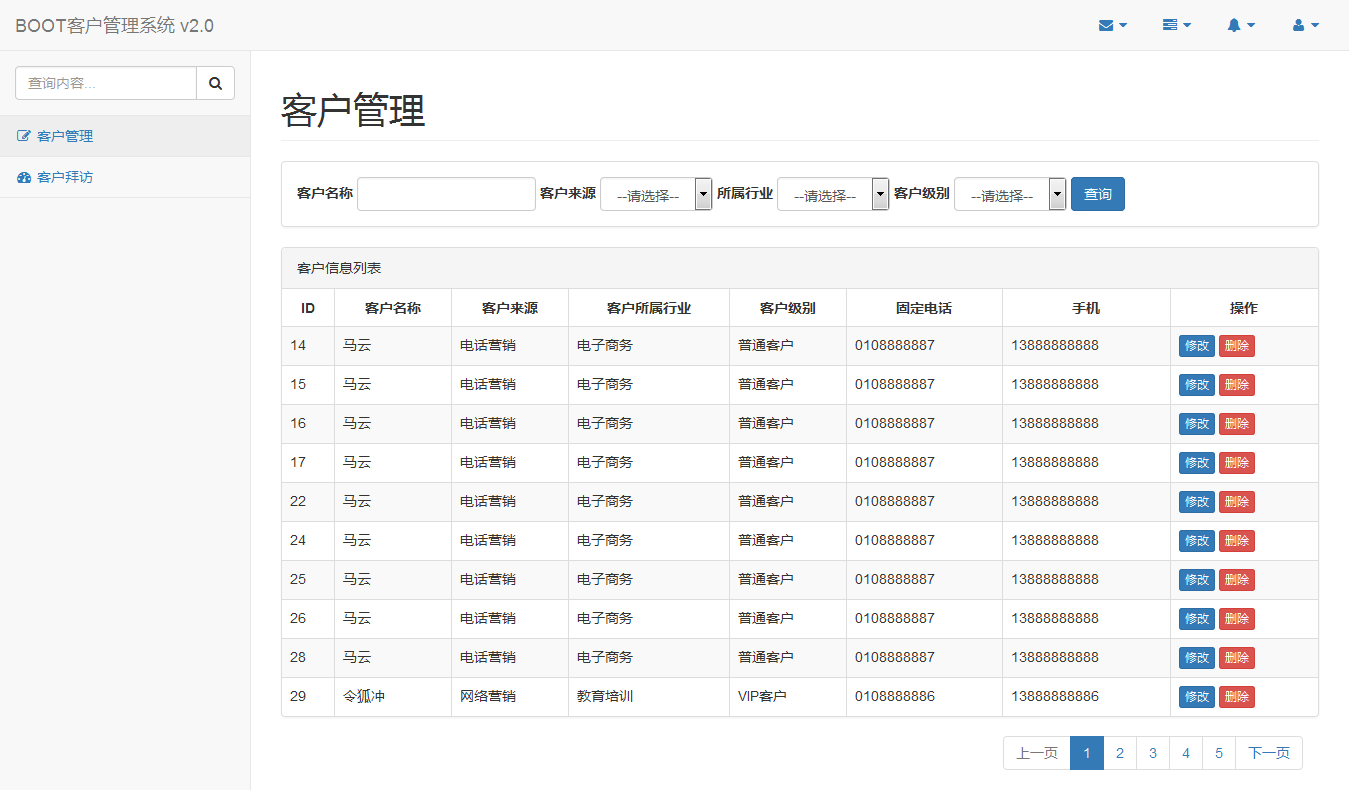 BOOT客户管理系统 v2.0
查询内容...
客户管理
客户拜访
客户管理
客户名称 客户来源 --请选择-- 所属行业 --请选择-- 客户级别 --请选择-- 查询
客户信息列表
ID 客户名称 客户来源 客户所属行业 客户级别 固定电话 手机 操作
14 马云 电话营销 电子商务 普通客户 0108888887 13888888888 修改 删除
15 马云 电话营销 电子商务 普通客户 0108888887 13888888888 修改 删除
16 马云 电话营销 电子商务 普通客户 0108888887 13888888888 修改 删除
17 马云 电话营销 电子商务 普通客户 0108888887 13888888888 修改 删除
22 马云 电话营销 电子商务 普通客户 0108888887 13888888888 修改 删除
24 马云 电话营销 电子商务 普通客户 0108888887 13888888888 修改 删除
25 马云 电话营销 电子商务 普通客户 0108888887 13888888888 修改 删除
26 马云 电话营销 电子商务 普通客户 0108888887 13888888888 修改 删除
28 马云 电话营销 电子商务 普通客户 0108888887 13888888888 修改 删除
29 令狐冲 网络营销 教育培训 VIP客户 0108888886 13888888886 修改 删除
上一页 1 2 3 4 5 下一页